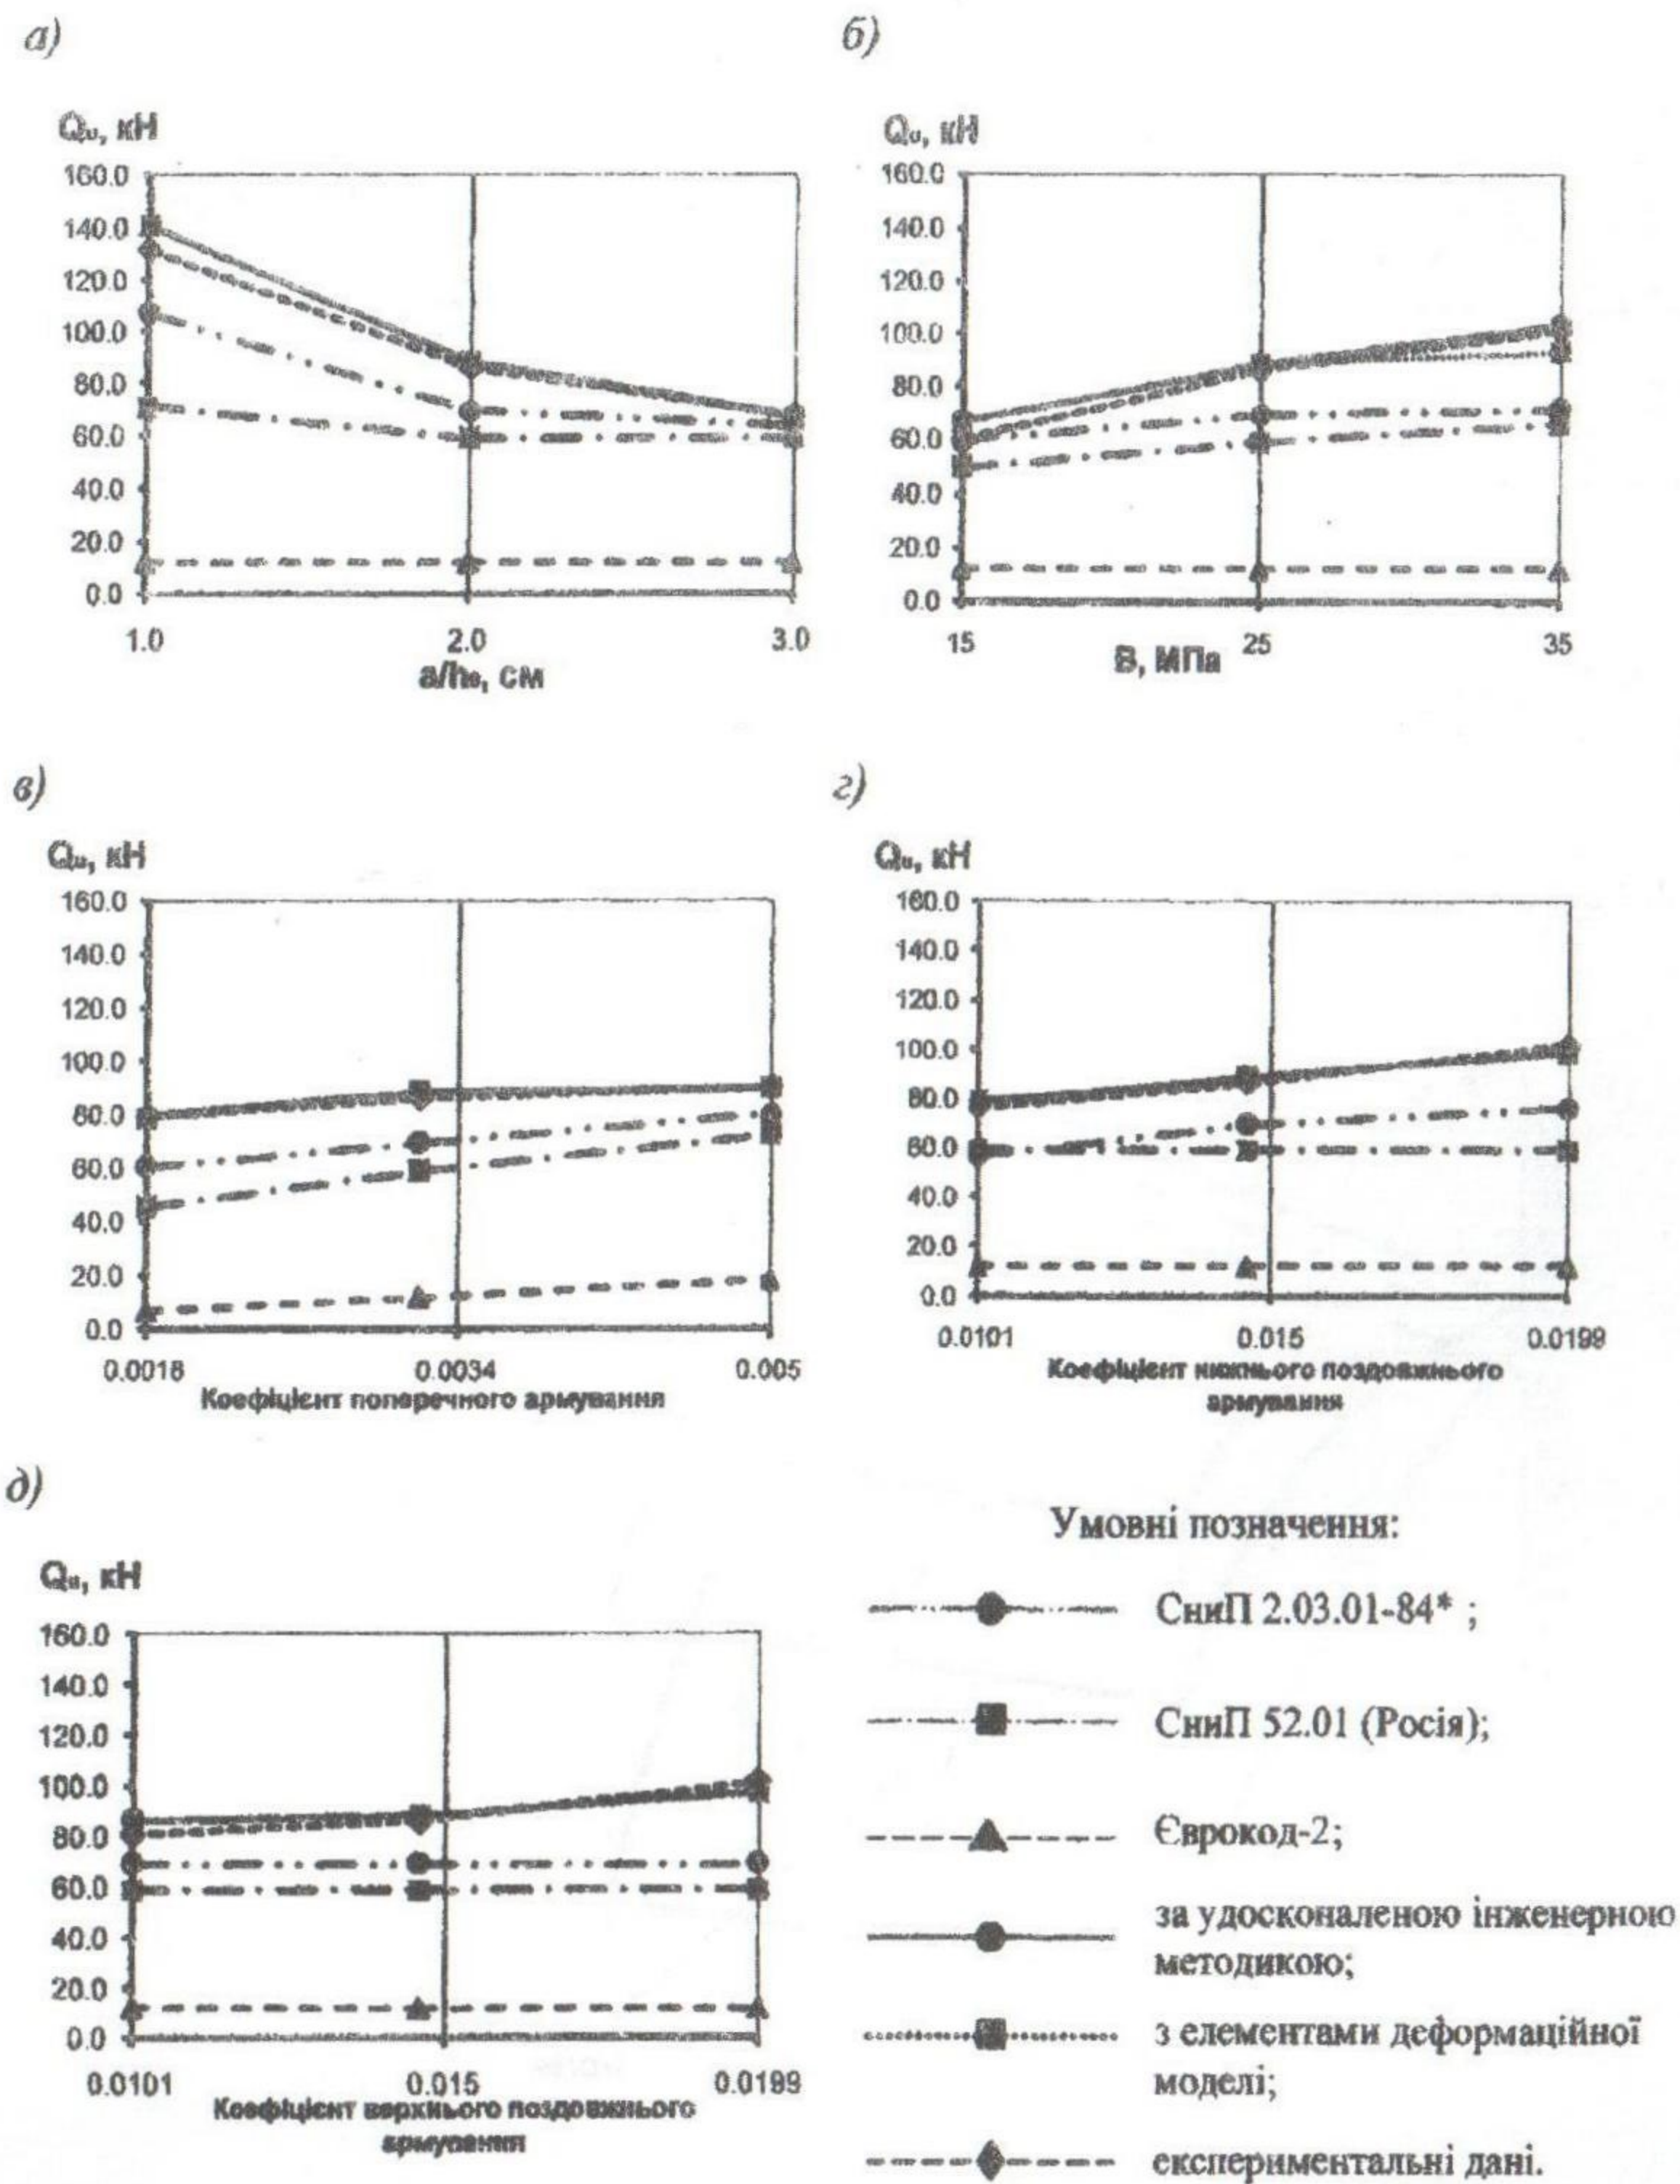 а)
Qu, кН
160.0
140.0
120.0
100.0
80.0
60.0
40.0
20.0
0.0
1.0 2.0 3.0
a/h₀, см
б)
Qu, кН
160.0
140.0
120.0
100.0
80.0
60.0
40.0
20.0
0.0
15 25 35
В, МПа
в)
Qu, кН
160.0
140.0
120.0
100.0
80.0
60.0
40.0
20.0
0.0
0.0018 0.0034 0.005
Коефіцієнт поперечного армування
г)
Qu, кН
160.0
140.0
120.0
100.0
80.0
60.0
40.0
20.0
0.0
0.0101 0.015 0.0199
Коефіцієнт нижнього поздовжнього
армування
д)
Qu, кН
160.0
140.0
120.0
100.0
80.0
60.0
40.0
20.0
0.0
0.0101 0.015 0.0199
Коефіцієнт верхнього поздовжнього
армування
Умовні позначення:
СниП 2.03.01-84* ;
СниП 52.01 (Росія);
Єврокод-2;
за удосконаленою інженерною
методикою;
з елементами деформаційної
моделі;
експериментальні дані.